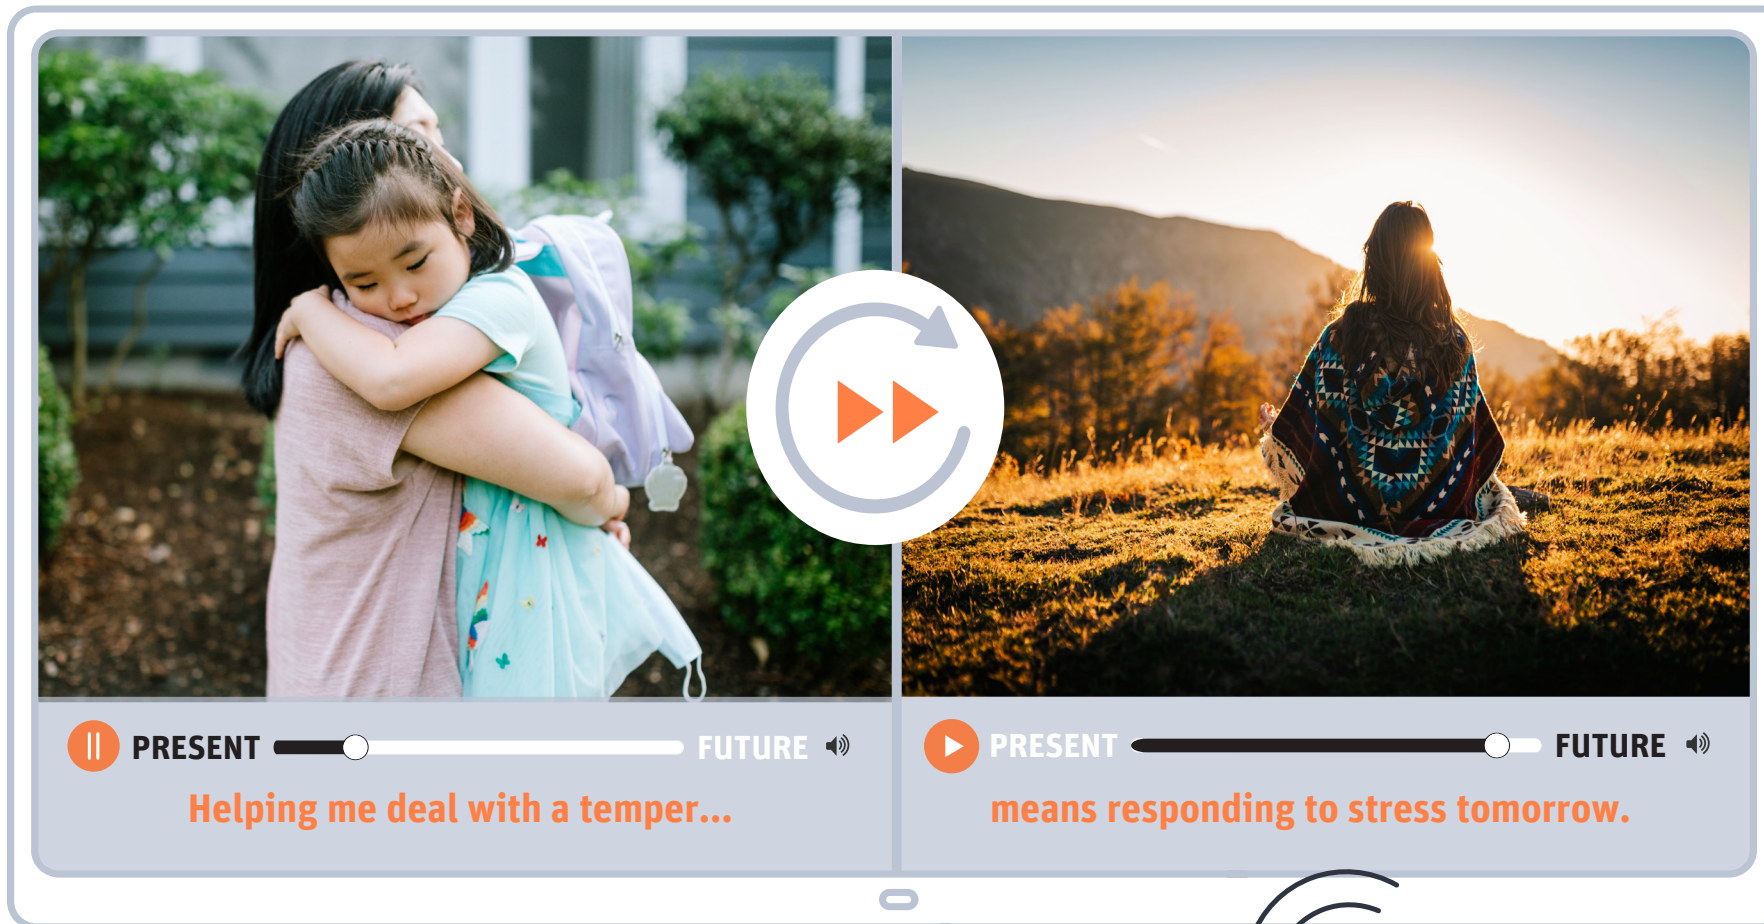 PRESENT FUTURE
Helping me deal with a temper...
PRESENT FUTURE
means responding to stress tomorrow.